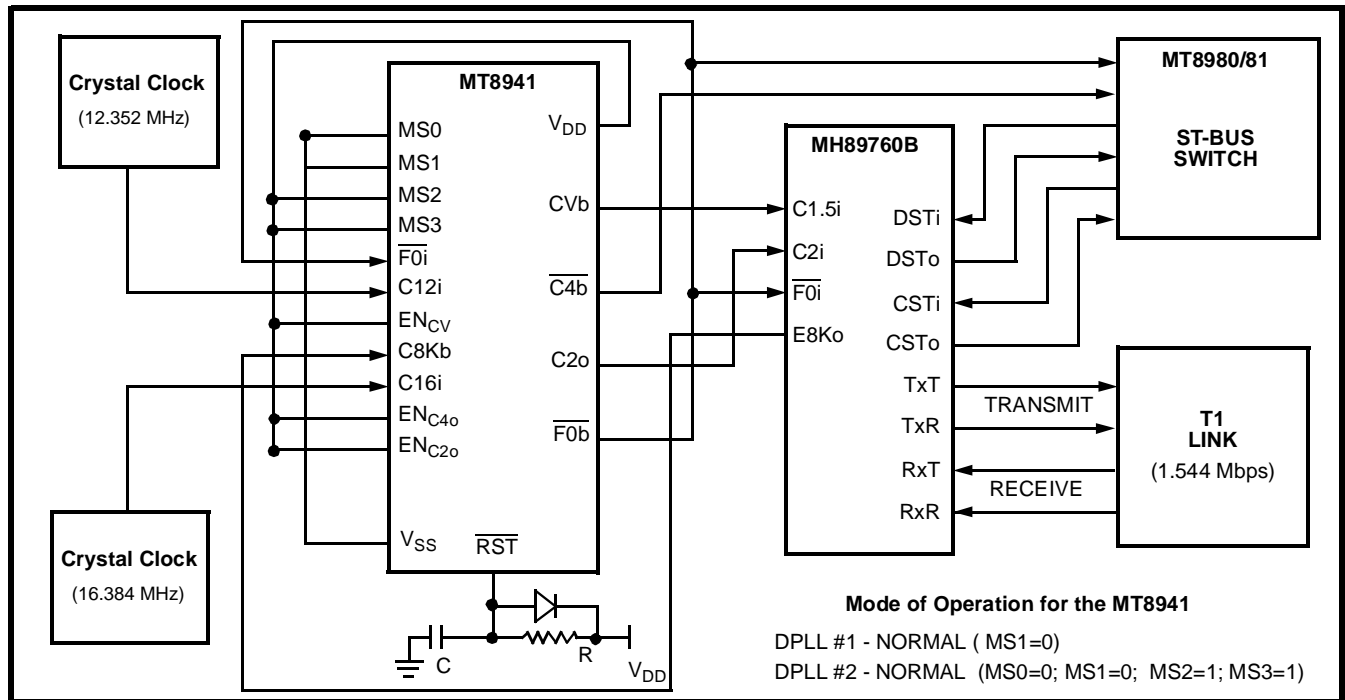 Crystal Clock
(12.352 MHz)
Crystal Clock
(16.384 MHz)
MT8941
MS0
MS1
MS2
MS3
F0i
C12i
ENCV
C8Kb
C16i
ENC4o
ENC2o
VSS
RST
VDD
CVb
C4b
C2o
F0b
C
R
VDD
MH89760B
C1.5i
C2i
F0i
E8Ko
DSTi
DSTo
CSTi
CSTo
TxT
TxR
RxT
RxR
TRANSMIT
RECEIVE
MT8980/81
ST-BUS
SWITCH
T1
LINK
(1.544 Mbps)
Mode of Operation for the MT8941
DPLL #1 - NORMAL ( MS1=0)
DPLL #2 - NORMAL (MS0=0; MS1=0; MS2=1; MS3=1)